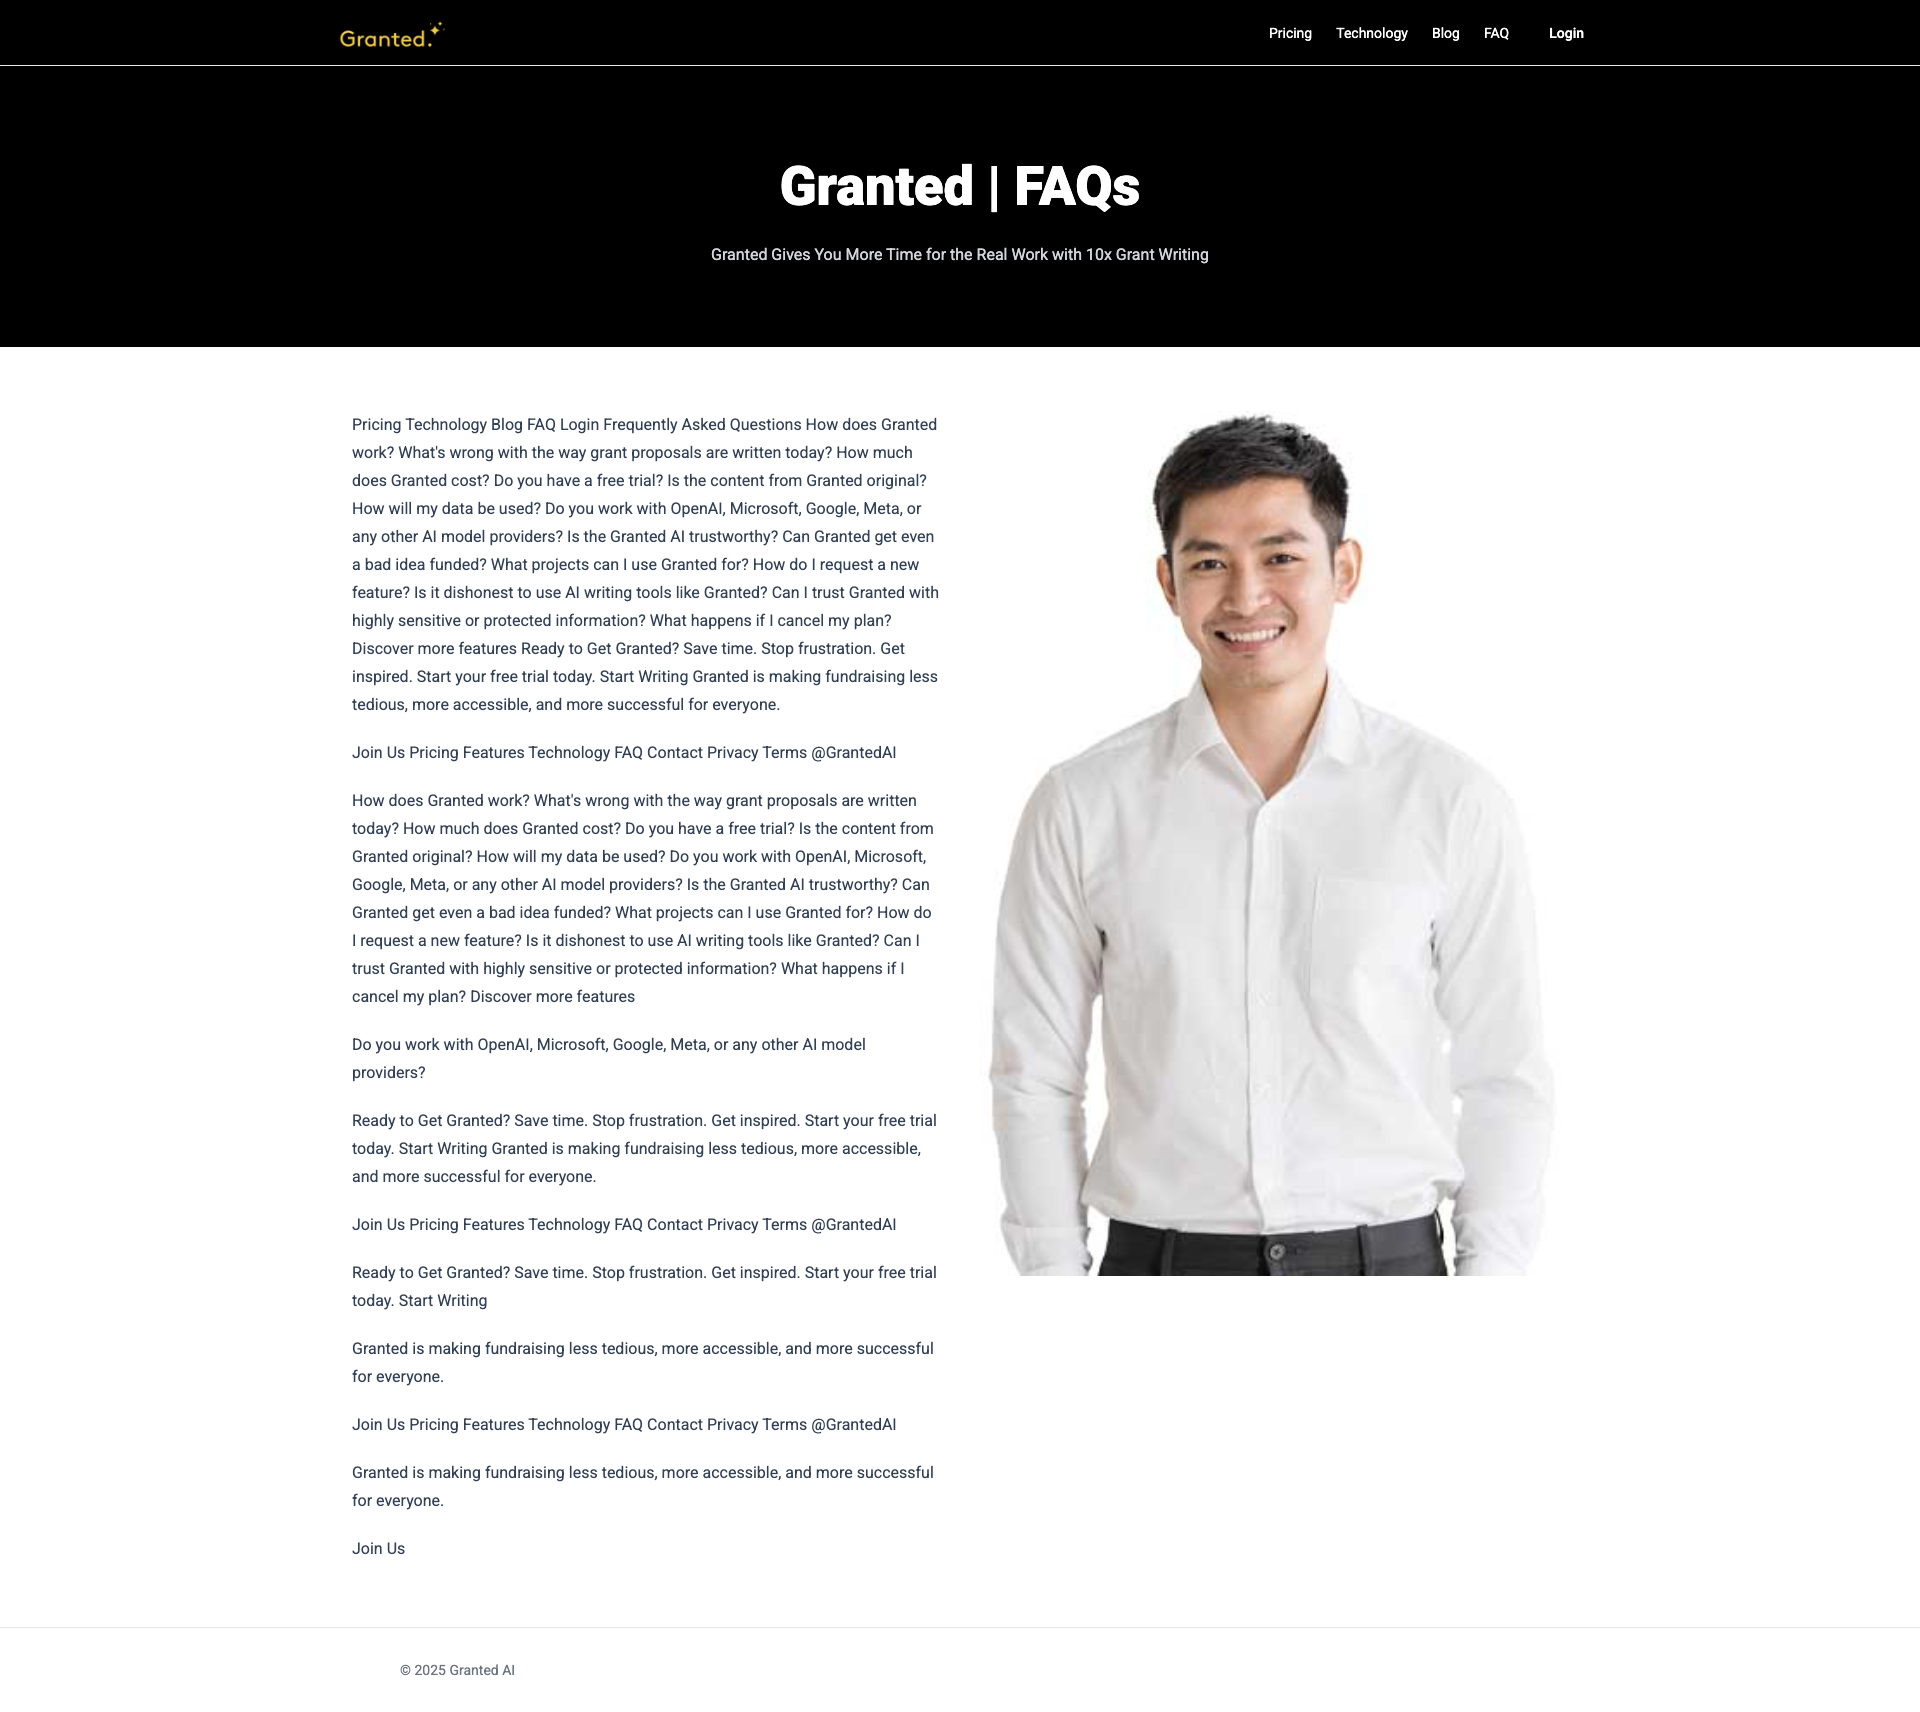 Granted.
Pricing Technology Blog FAQ Login
Granted | FAQs
Granted Gives You More Time for the Real Work with 10x Grant Writing
Pricing Technology Blog FAQ Login Frequently Asked Questions How does Granted
work? What's wrong with the way grant proposals are written today? How much
does Granted cost? Do you have a free trial? Is the content from Granted original?
How will my data be used? Do you work with OpenAI, Microsoft, Google, Meta, or
any other AI model providers? Is the Granted AI trustworthy? Can Granted get even
a bad idea funded? What projects can I use Granted for? How do I request a new
feature? Is it dishonest to use AI writing tools like Granted? Can I trust Granted with
highly sensitive or protected information? What happens if I cancel my plan?
Discover more features Ready to Get Granted? Save time. Stop frustration. Get
inspired. Start your free trial today. Start Writing Granted is making fundraising less
tedious, more accessible, and more successful for everyone.
Join Us Pricing Features Technology FAQ Contact Privacy Terms @GrantedAI
How does Granted work? What's wrong with the way grant proposals are written
today? How much does Granted cost? Do you have a free trial? Is the content from
Granted original? How will my data be used? Do you work with OpenAI, Microsoft,
Google, Meta, or any other AI model providers? Is the Granted AI trustworthy? Can
Granted get even a bad idea funded? What projects can I use Granted for? How do
I request a new feature? Is it dishonest to use AI writing tools like Granted? Can I
trust Granted with highly sensitive or protected information? What happens if I
cancel my plan? Discover more features
Do you work with OpenAI, Microsoft, Google, Meta, or any other AI model
providers?
Ready to Get Granted? Save time. Stop frustration. Get inspired. Start your free trial
today. Start Writing Granted is making fundraising less tedious, more accessible,
and more successful for everyone.
Join Us Pricing Features Technology FAQ Contact Privacy Terms @GrantedAI
Ready to Get Granted? Save time. Stop frustration. Get inspired. Start your free trial
today. Start Writing
Granted is making fundraising less tedious, more accessible, and more successful
for everyone.
Join Us Pricing Features Technology FAQ Contact Privacy Terms @GrantedAI
Granted is making fundraising less tedious, more accessible, and more successful
for everyone.
Join Us
© 2025 Granted AI